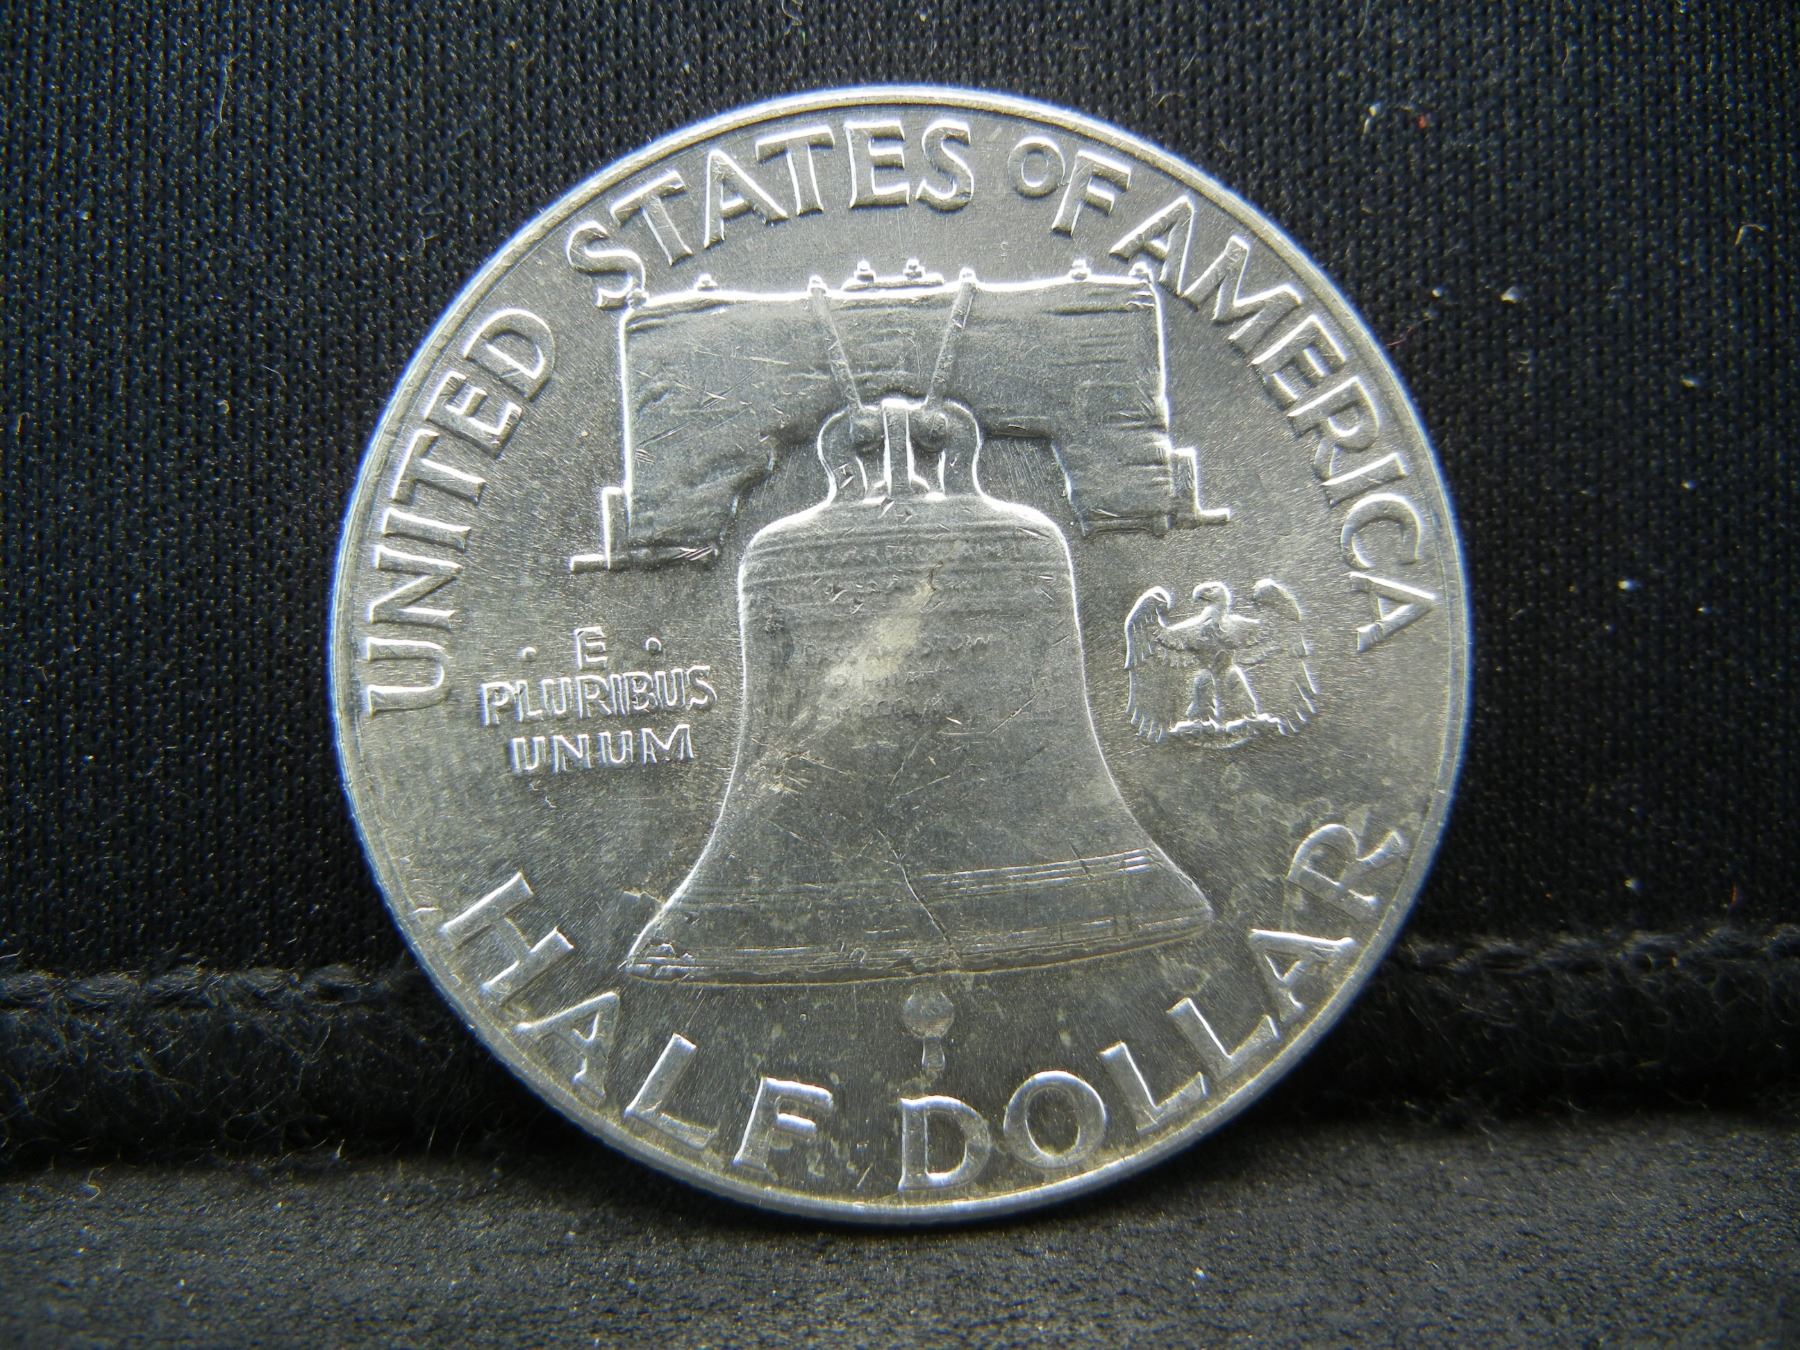 UNITED STATES OF AMERICA
· E ·
PLURIBUS
UNUM
HALF DOLLAR